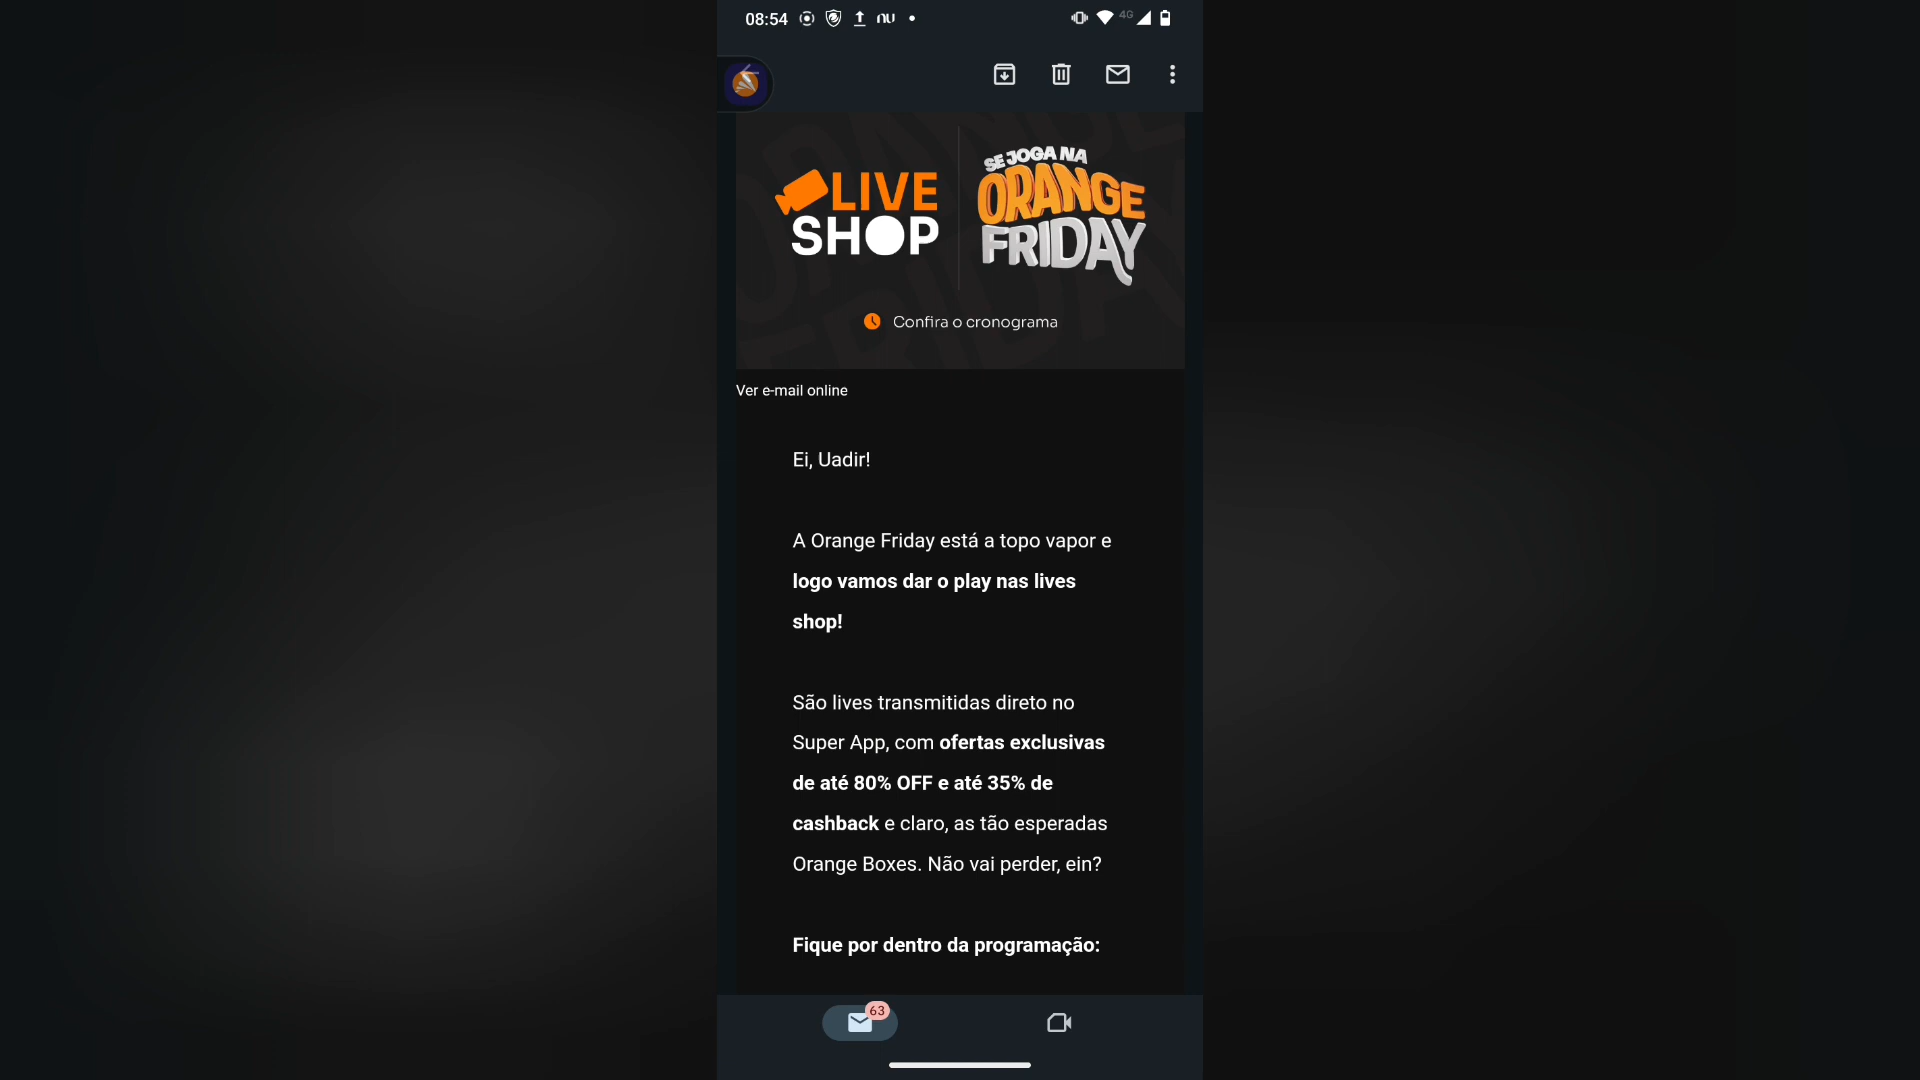 08:54
nu
4G
LIVE
SHOP
SE JOGA NA
ORANGE
FRIDAY
Confira o cronograma
Ver e-mail online
Ei, Uadir!
A Orange Friday está a topo vapor e
logo vamos dar o play nas lives
shop!
São lives transmitidas direto no
Super App, com ofertas exclusivas
de até 80% OFF e até 35% de
cashback e claro, as tão esperadas
Orange Boxes. Não vai perder, ein?
Fique por dentro da programação:
63